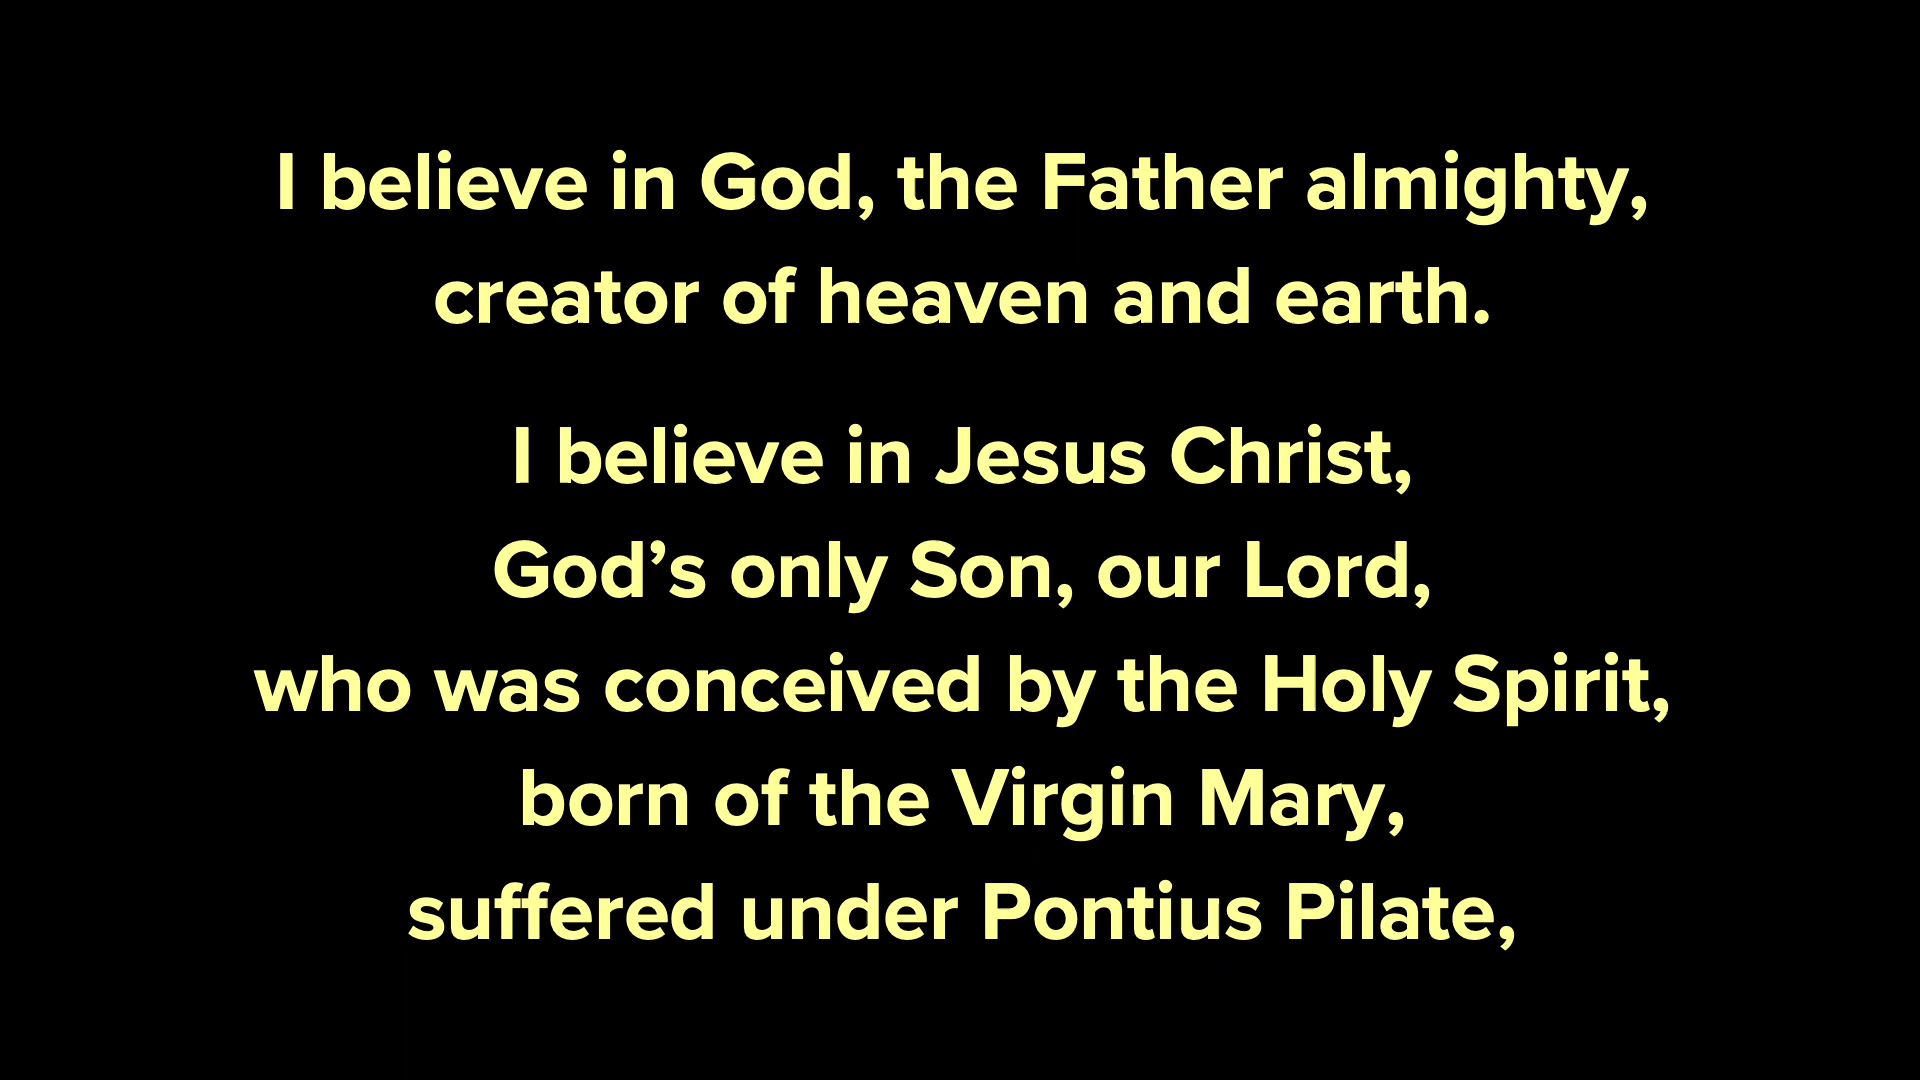 I believe in God, the Father almighty,
creator of heaven and earth.
I believe in Jesus Christ,
God’s only Son, our Lord,
who was conceived by the Holy Spirit,
born of the Virgin Mary,
suffered under Pontius Pilate,